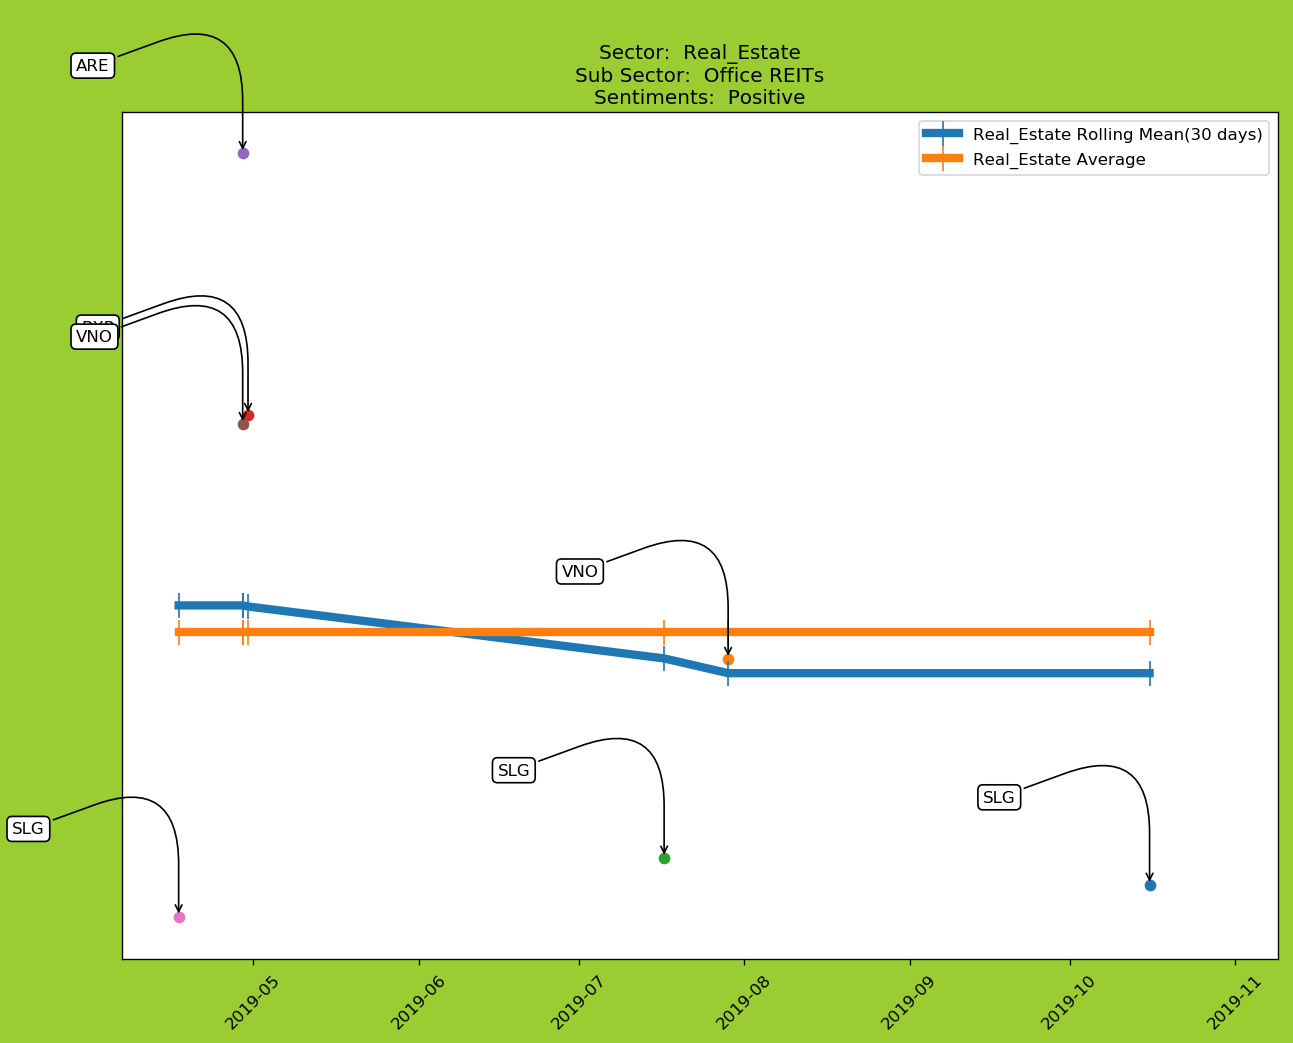 ARE
Sector:  Real_Estate
Sub Sector:  Office REITs
Sentiments:  Positive
Real_Estate Rolling Mean(30 days)
Real_Estate Average
VNO
VNO
SLG
SLG
SLG
2019-05
2019-06
2019-07
2019-08
2019-09
2019-10
2019-11